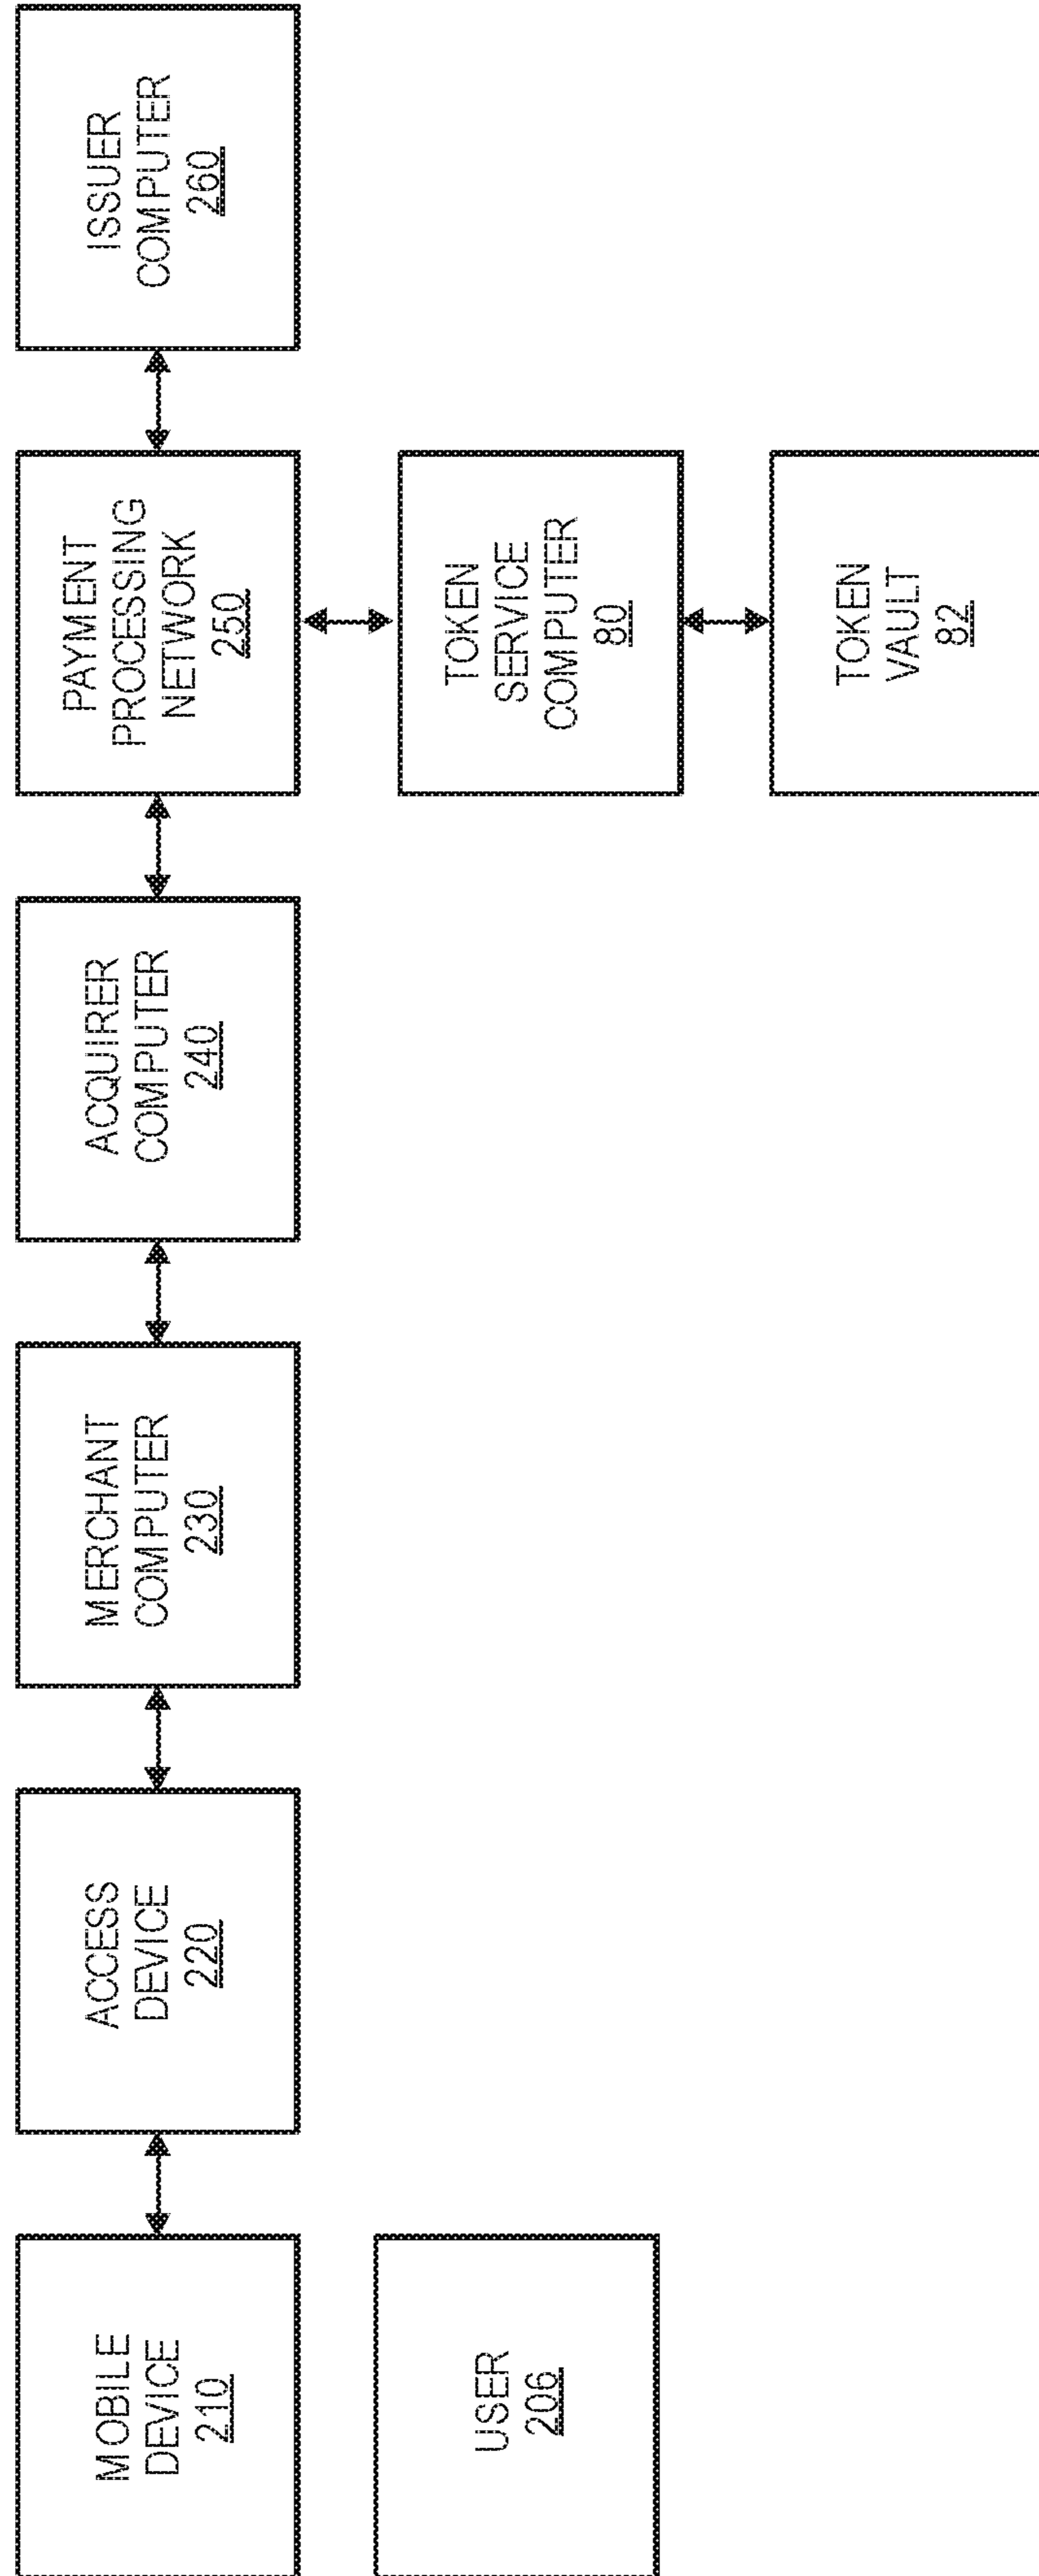 MOBILE
DEVICE
210
ACCESS
DEVICE
220
MERCHANT
COMPUTER
230
ACQUIRER
COMPUTER
240
PAYMENT
PROCESSING
NETWORK
250
ISSUER
COMPUTER
260
USER
206
TOKEN
SERVICE
COMPUTER
80
TOKEN
VAULT
82